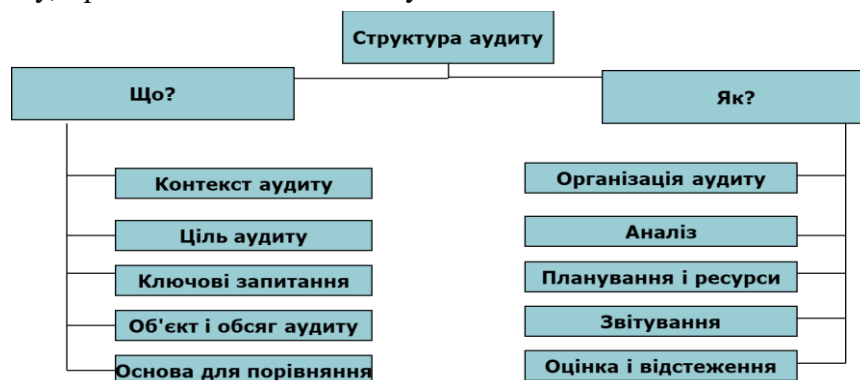 Структура аудиту
Що?
Як?
Контекст аудиту
Ціль аудиту
Ключові запитання
Об'єкт і обсяг аудиту
Основа для порівняння
Організація аудиту
Аналіз
Планування і ресурси
Звітування
Оцінка і відстеження